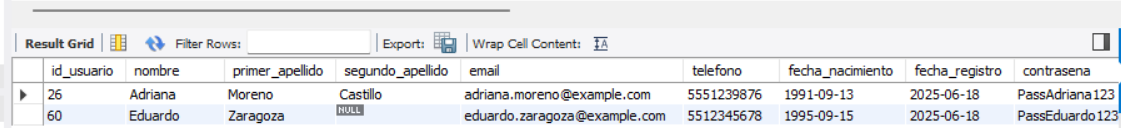 Result Grid Filter Rows: Export: Wrap Cell Content: IA
id_usuario nombre primer_apellido segundo_apellido email telefono fecha_nacimiento fecha_registro contrasena
26 Adriana Moreno Castillo adriana.moreno@example.com 5551239876 1991-09-13 2025-06-18 PassAdriana123
60 Eduardo Zaragoza NULL eduardo.zaragoza@example.com 5512345678 1995-09-15 2025-06-18 PassEduardo123